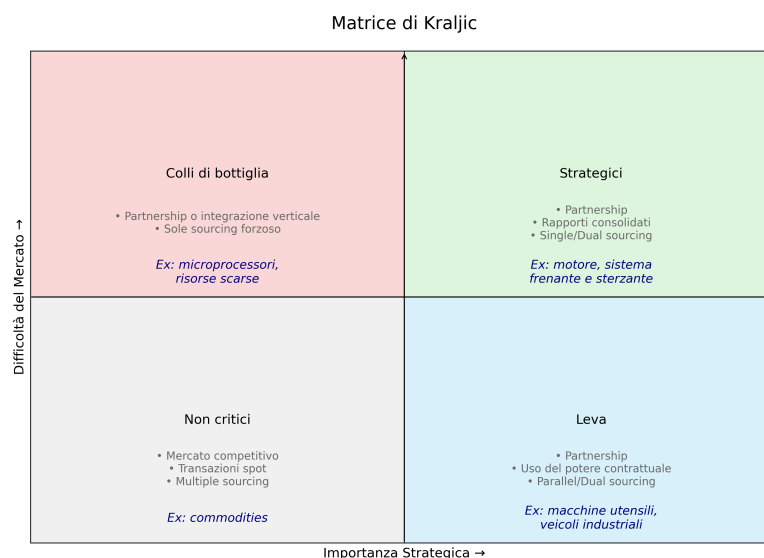 Matrice di Kraljic
Colli di bottiglia
• Partnership o integrazione verticale
• Sole sourcing forzoso
Ex: microprocessori,
risorse scarse
Strategici
• Partnership
• Rapporti consolidati
• Single/Dual sourcing
Ex: motore, sistema
frenante e sterzante
Difficoltà del Mercato →
Non critici
• Mercato competitivo
• Transazioni spot
• Multiple sourcing
Ex: commodities
Leva
• Partnership
• Uso del potere contrattuale
• Parallel/Dual sourcing
Ex: macchine utensili,
veicoli industriali
Importanza Strategica →